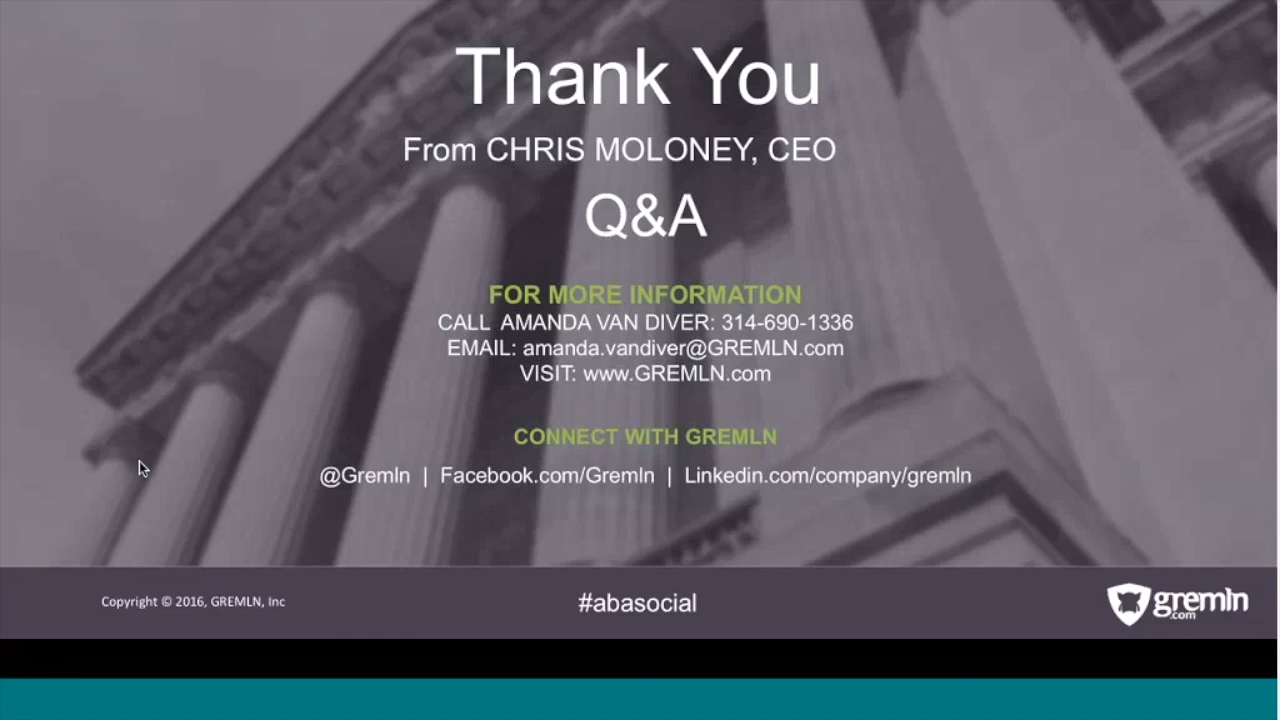 Thank You
From CHRIS MOLONEY, CEO
Q&A
FOR MORE INFORMATION
CALL AMANDA VAN DIVER: 314-690-1336
EMAIL: amanda.vandiver@GREMLN.com
VISIT: www.GREMLN.com
CONNECT WITH GREMLN
@Gremln | Facebook.com/Gremln | Linkedin.com/company/gremln
Copyright © 2016, GREMLN, Inc
#abasocial
gremln
.com